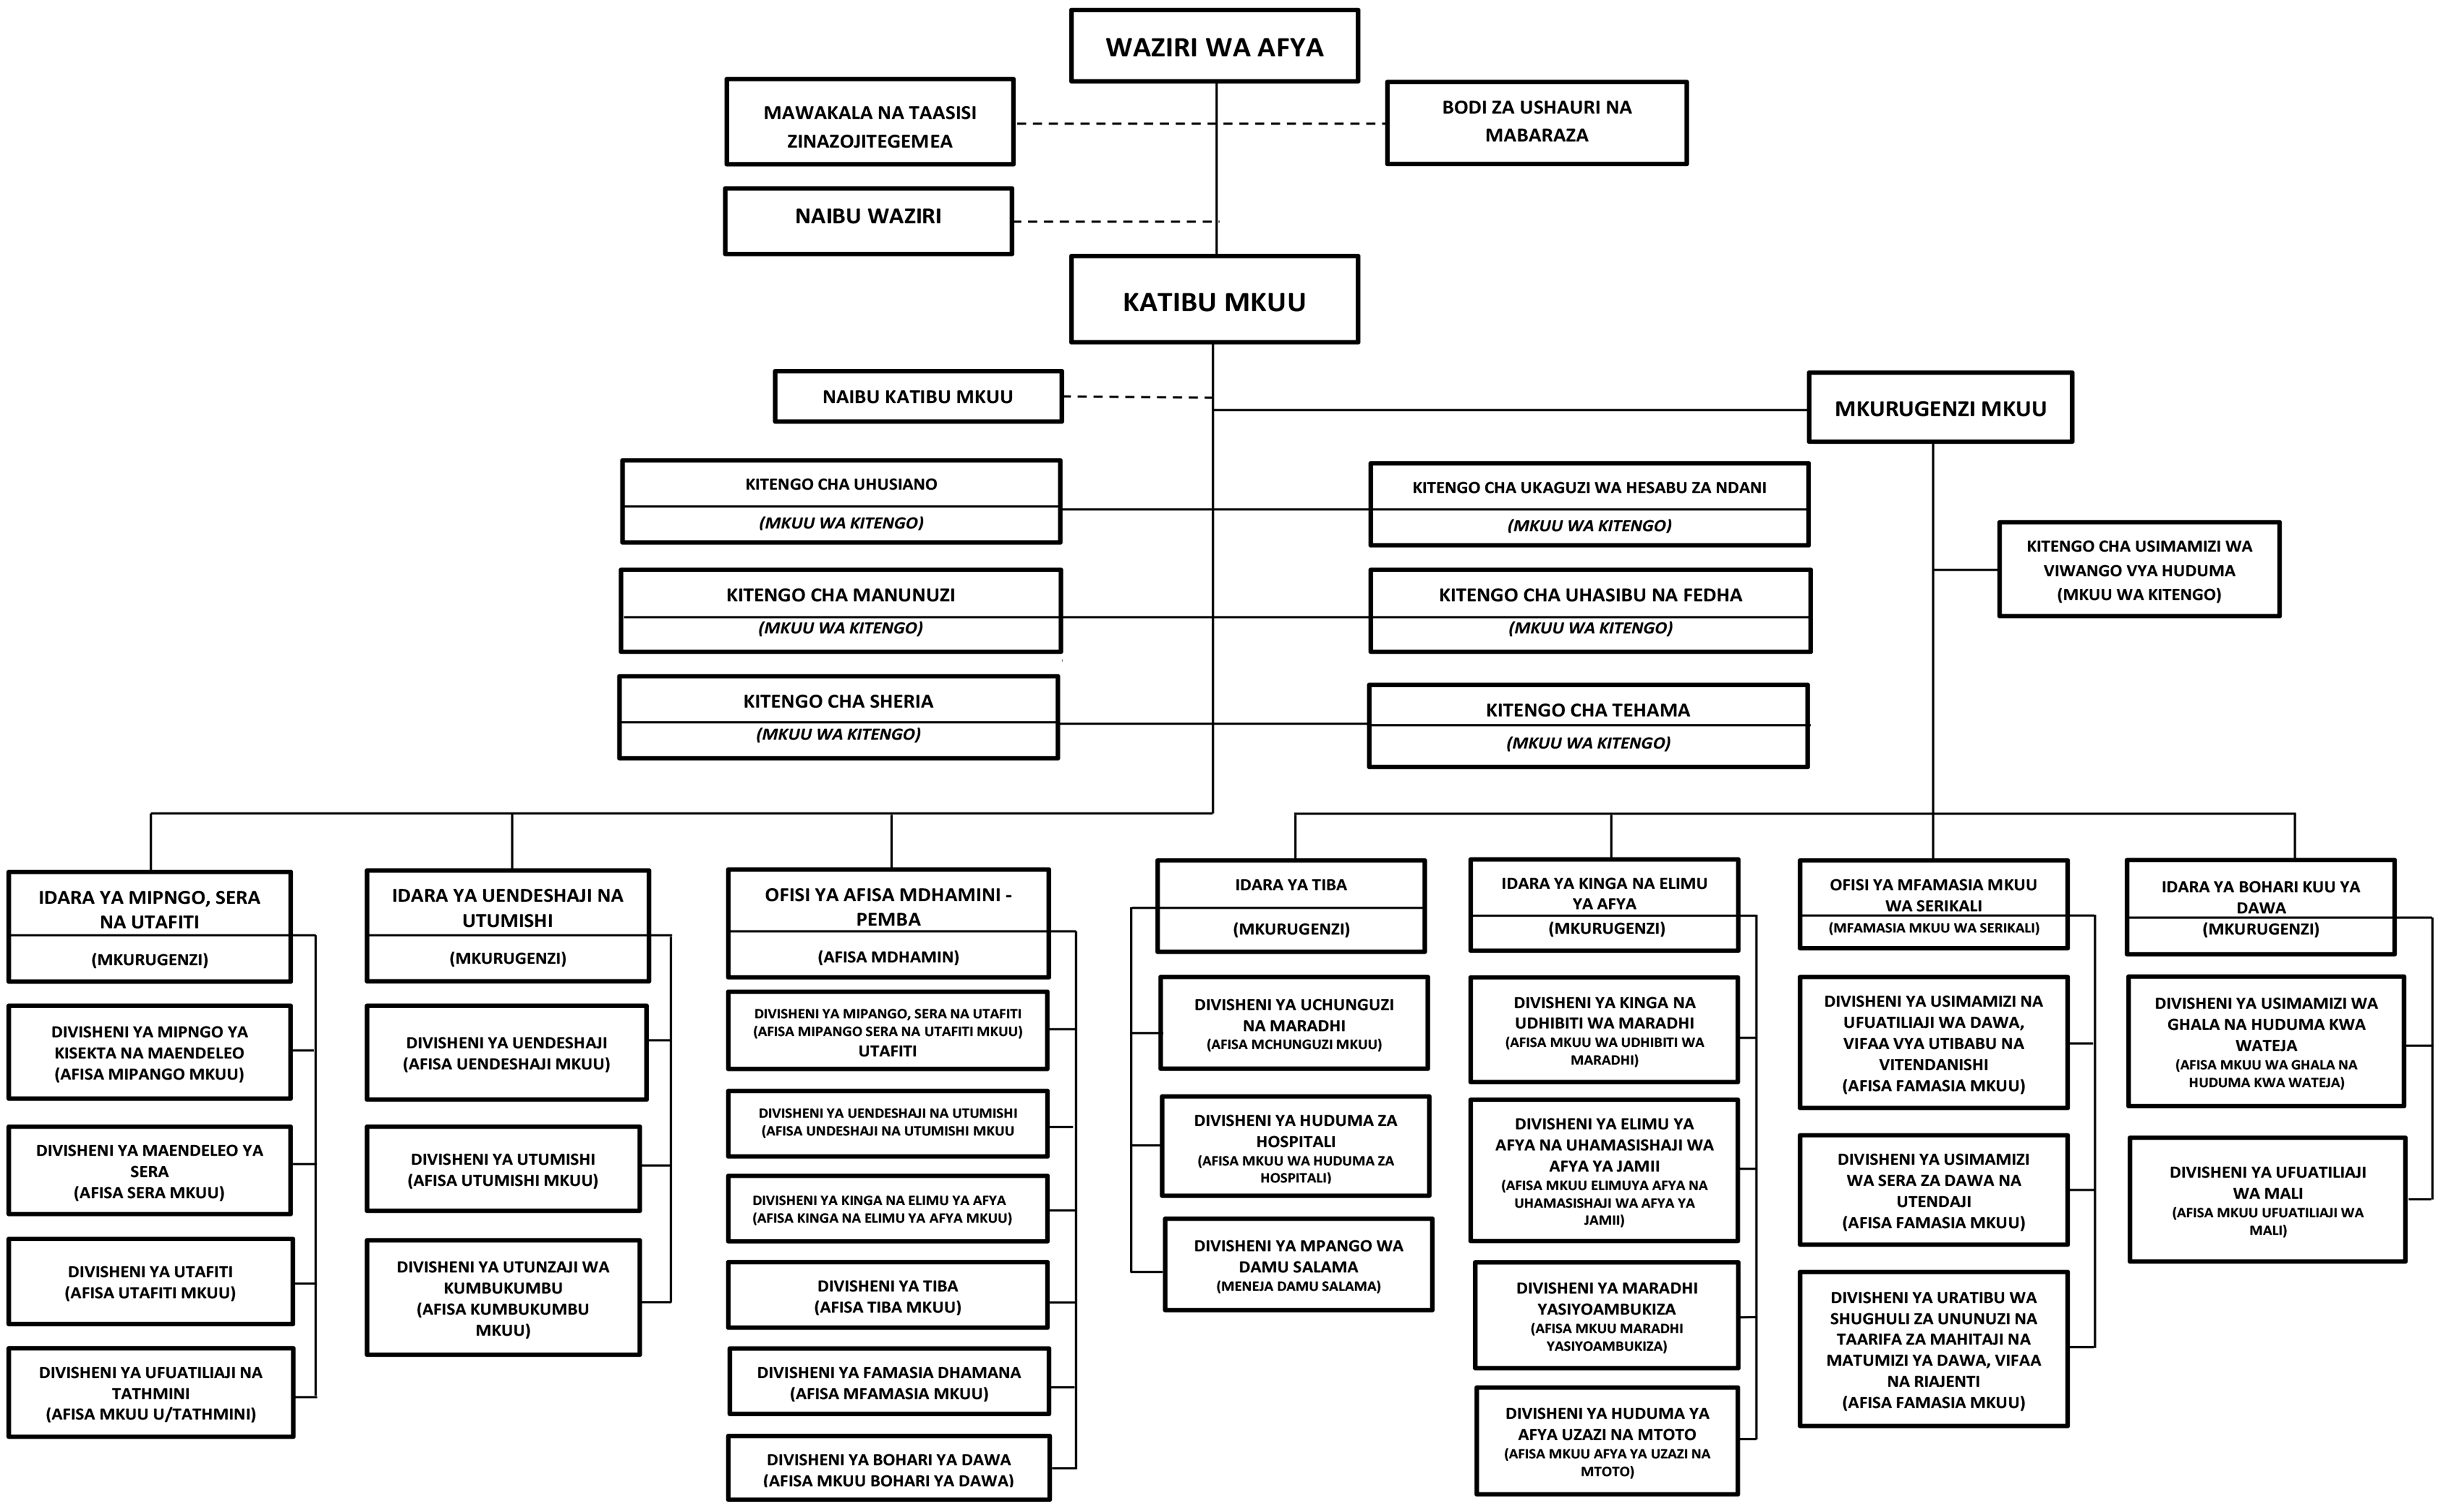 WAZIRI WA AFYA
MAWAKALA NA TAASISI
ZINAZOJITEGEMEA
BODI ZA USHAURI NA
MABARAZA
NAIBU WAZIRI
KATIBU MKUU
NAIBU KATIBU MKUU
MKURUGENZI MKUU
KITENGO CHA UHUSIANO
(MKUU WA KITENGO)
KITENGO CHA UKAGUZI WA HESABU ZA NDANI
(MKUU WA KITENGO)
KITENGO CHA USIMAMIZI WA
VIWANGO VYA HUDUMA
(MKUU WA KITENGO)
KITENGO CHA MANUNUZI
(MKUU WA KITENGO)
KITENGO CHA UHASIBU NA FEDHA
(MKUU WA KITENGO)
KITENGO CHA SHERIA
(MKUU WA KITENGO)
KITENGO CHA TEHAMA
(MKUU WA KITENGO)
IDARA YA MIPNGO, SERA
NA UTAFITI
(MKURUGENZI)
DIVISHENI YA MIPNGO YA
KISEKTA NA MAENDELEO
(AFISA MIPANGO MKUU)
DIVISHENI YA MAENDELEO YA
SERA
(AFISA SERA MKUU)
DIVISHENI YA UTAFITI
(AFISA UTAFITI MKUU)
DIVISHENI YA UFUATILIAJI NA
TATHMINI
(AFISA MKUU U/TATHMINI)
IDARA YA UENDESHAJI NA
UTUMISHI
(MKURUGENZI)
DIVISHENI YA UENDESHAJI
(AFISA UENDESHAJI MKUU)
DIVISHENI YA UTUMISHI
(AFISA UTUMISHI MKUU)
DIVISHENI YA UTUNZAJI WA
KUMBUKUMBU
(AFISA KUMBUKUMBU
MKUU)
OFISI YA AFISA MDHAMINI -
PEMBA
(AFISA MDHAMIN)
DIVISHENI YA MIPANGO, SERA NA UTAFITI
(AFISA MIPANGO SERA NA UTAFITI MKUU)
UTAFITI
DIVISHENI YA UENDESHAJI NA UTUMISHI
(AFISA UNDESHAJI NA UTUMISHI MKUU
DIVISHENI YA KINGA NA ELIMU YA AFYA
(AFISA KINGA NA ELIMU YA AFYA MKUU)
DIVISHENI YA TIBA
(AFISA TIBA MKUU)
DIVISHENI YA FAMASIA DHAMANA
(AFISA MFAMASIA MKUU)
DIVISHENI YA BOHARI YA DAWA
(AFISA MKUU BOHARI YA DAWA)
IDARA YA TIBA
(MKURUGENZI)
DIVISHENI YA UCHUNGUZI
NA MARADHI
(AFISA MCHUNGUZI MKUU)
DIVISHENI YA HUDUMA ZA
HOSPITALI
(AFISA MKUU WA HUDUMA ZA
HOSPITALI)
DIVISHENI YA MPANGO WA
DAMU SALAMA
(MENEJA DAMU SALAMA)
IDARA YA KINGA NA ELIMU
YA AFYA
(MKURUGENZI)
DIVISHENI YA KINGA NA
UDHIBITI WA MARADHI
(AFISA MKUU WA UDHIBITI WA
MARADHI)
DIVISHENI YA ELIMU YA
AFYA NA UHAMASISHAJI WA
AFYA YA JAMII
(AFISA MKUU ELIMUYA AFYA NA
UHAMASISHAJI WA AFYA YA
JAMII)
DIVISHENI YA MARADHI
YASIYOAMBUKIZA
(AFISA MKUU MARADHI
YASIYOAMBUKIZA)
DIVISHENI YA HUDUMA YA
AFYA UZAZI NA MTOTO
(AFISA MKUU AFYA YA UZAZI NA
MTOTO)
OFISI YA MFAMASIA MKUU
WA SERIKALI
(MFAMASIA MKUU WA SERIKALI)
DIVISHENI YA USIMAMIZI NA
UFUATILIAJI WA DAWA,
VIFAA VYA UTIBABU NA
VITENDANISHI
(AFISA FAMASIA MKUU)
DIVISHENI YA USIMAMIZI
WA SERA ZA DAWA NA
UTENDAJI
(AFISA FAMASIA MKUU)
DIVISHENI YA URATIBU WA
SHUGHULI ZA UNUNUZI NA
TAARIFA ZA MAHITAJI NA
MATUMIZI YA DAWA, VIFAA
NA RIAJENTI
(AFISA FAMASIA MKUU)
IDARA YA BOHARI KUU YA
DAWA
(MKURUGENZI)
DIVISHENI YA USIMAMIZI WA
GHALA NA HUDUMA KWA
WATEJA
(AFISA MKUU WA GHALA NA
HUDUMA KWA WATEJA)
DIVISHENI YA UFUATILIAJI
WA MALI
(AFISA MKUU UFUATILIAJI WA
MALI)